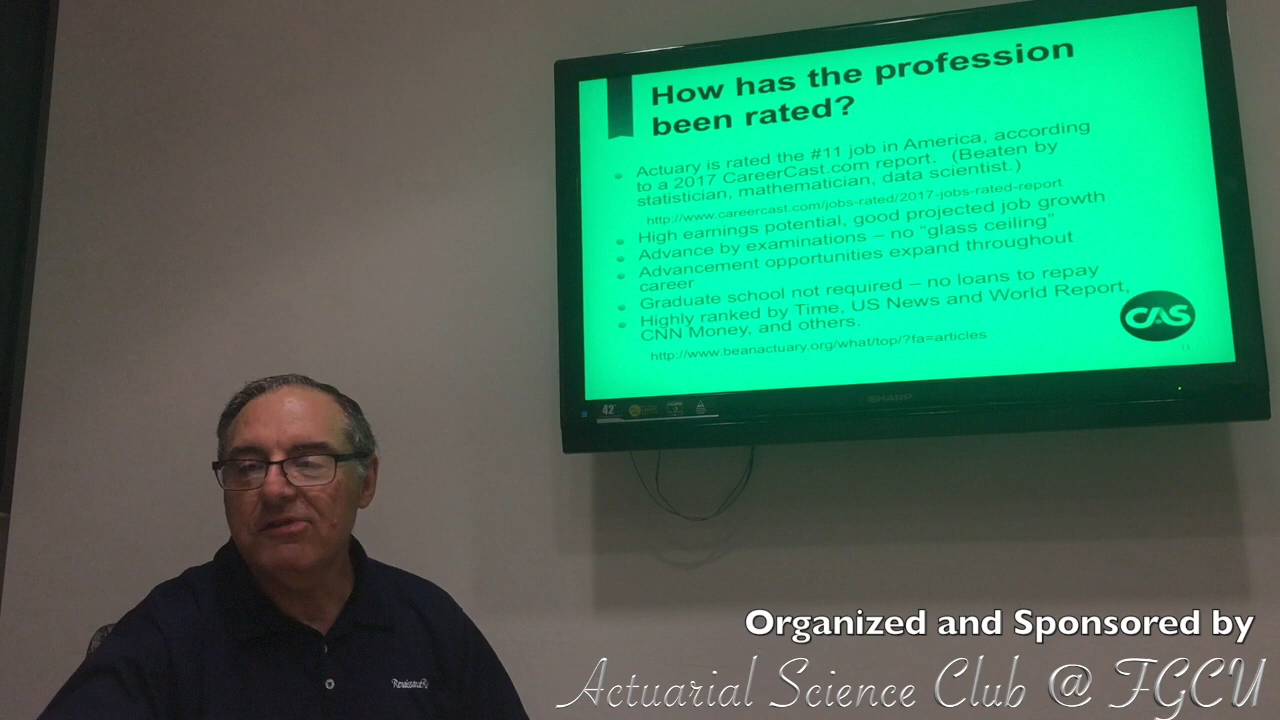 How has the profession
been rated?
Actuary is rated the #11 job in America, according
to a 2017 CareerCast.com report. (Beaten by
statistician, mathematician, data scientist.)
http://www.careercast.com/jobs-rated/2017-jobs-rated-report
High earnings potential, good projected job growth
Advance by examinations – no “glass ceiling”
Advancement opportunities expand throughout
career
Graduate school not required – no loans to repay
Highly ranked by Time, US News and World Report,
CNN Money, and others.
http://www.beanactuary.org/what/top/?fa=articles
CAS
11
SHARP
42
Organized and Sponsored by
Actuarial Science Club @ FGCU